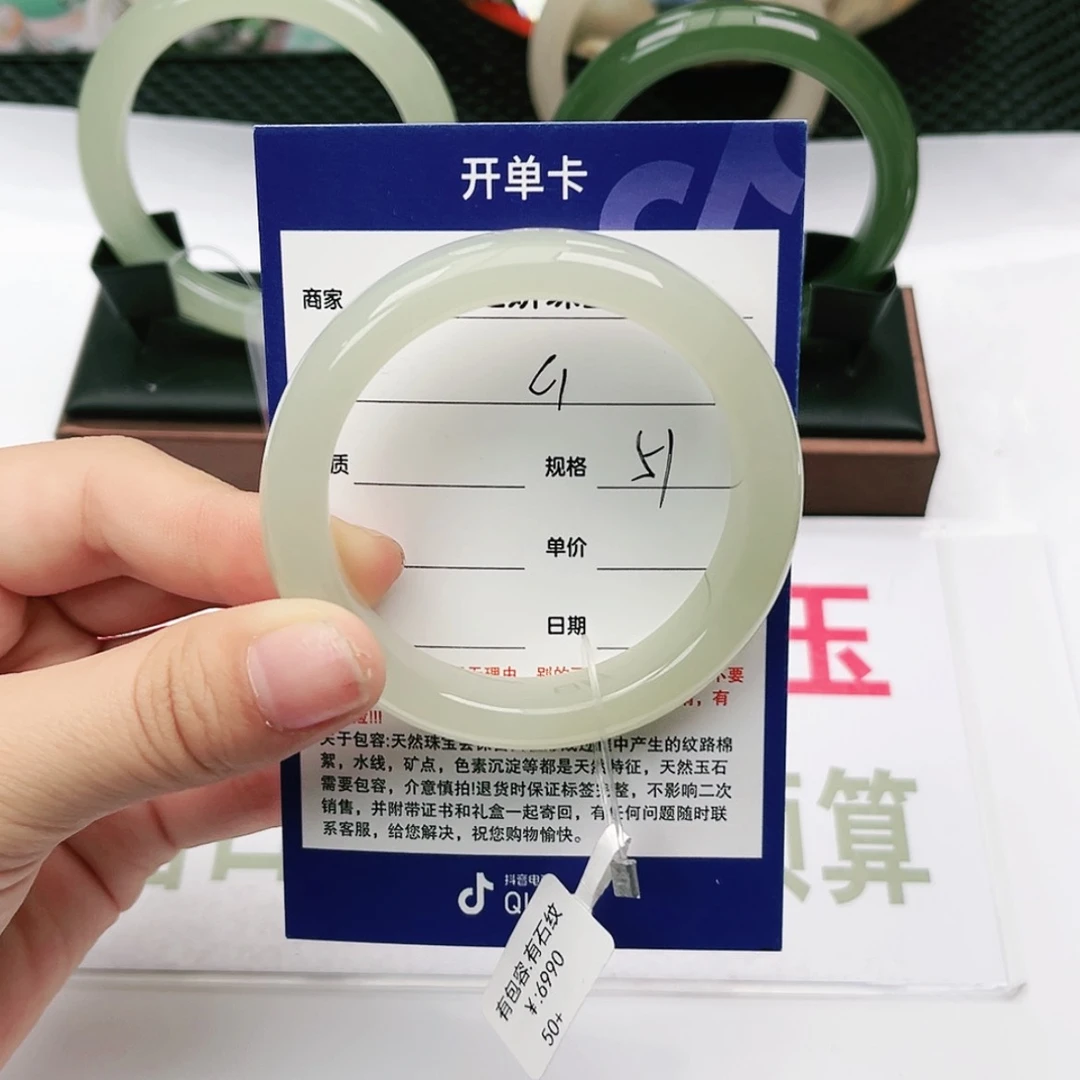 开单卡
商家
质
规格 51
单价
日期
关于包容:天然珠宝
中产生的纹路棉
絮，水线，矿点，色素沉淀等都是天然特征，天然玉石
需要包容，介意慎拍!退货时保证标签完整，不影响二次
销售，并附带证书和礼盒一起寄回，有任何问题随时联
系客服，给您解决，祝您购物愉快。
抖音电
有包容:有石纹
¥:6990
50+
玉
算